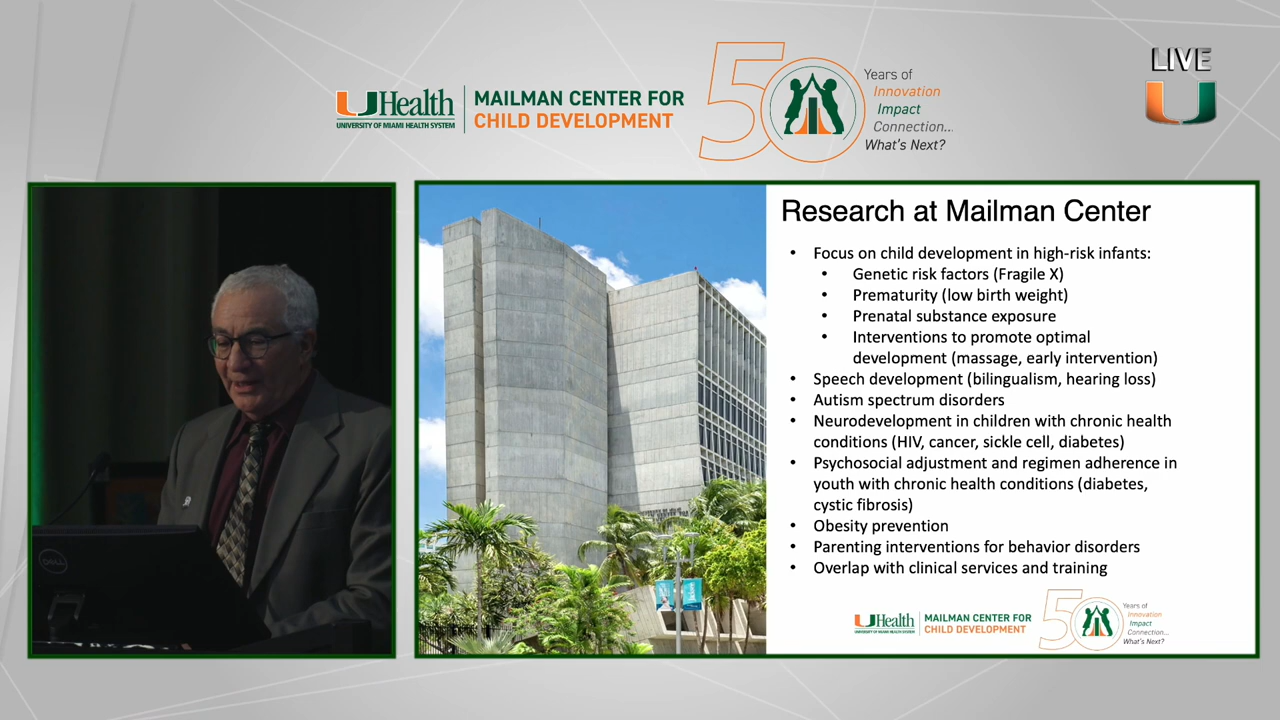 UHealth
UNIVERSITY OF MIAMI HEALTH SYSTEM
MAILMAN CENTER FOR
CHILD DEVELOPMENT
50
Years of
Innovation
Impact
Connection...
What's Next?
LIVE
U
DELL
Research at Mailman Center
• Focus on child development in high-risk infants:
• Genetic risk factors (Fragile X)
• Prematurity (low birth weight)
• Prenatal substance exposure
• Interventions to promote optimal
development (massage, early intervention)
• Speech development (bilingualism, hearing loss)
• Autism spectrum disorders
• Neurodevelopment in children with chronic health
conditions (HIV, cancer, sickle cell, diabetes)
• Psychosocial adjustment and regimen adherence in
youth with chronic health conditions (diabetes,
cystic fibrosis)
• Obesity prevention
• Parenting interventions for behavior disorders
• Overlap with clinical services and training
UHealth
UNIVERSITY OF MIAMI HEALTH SYSTEM
MAILMAN CENTER FOR
CHILD DEVELOPMENT
50
Years of
Innovation
Impact
Connection...
What's Next?